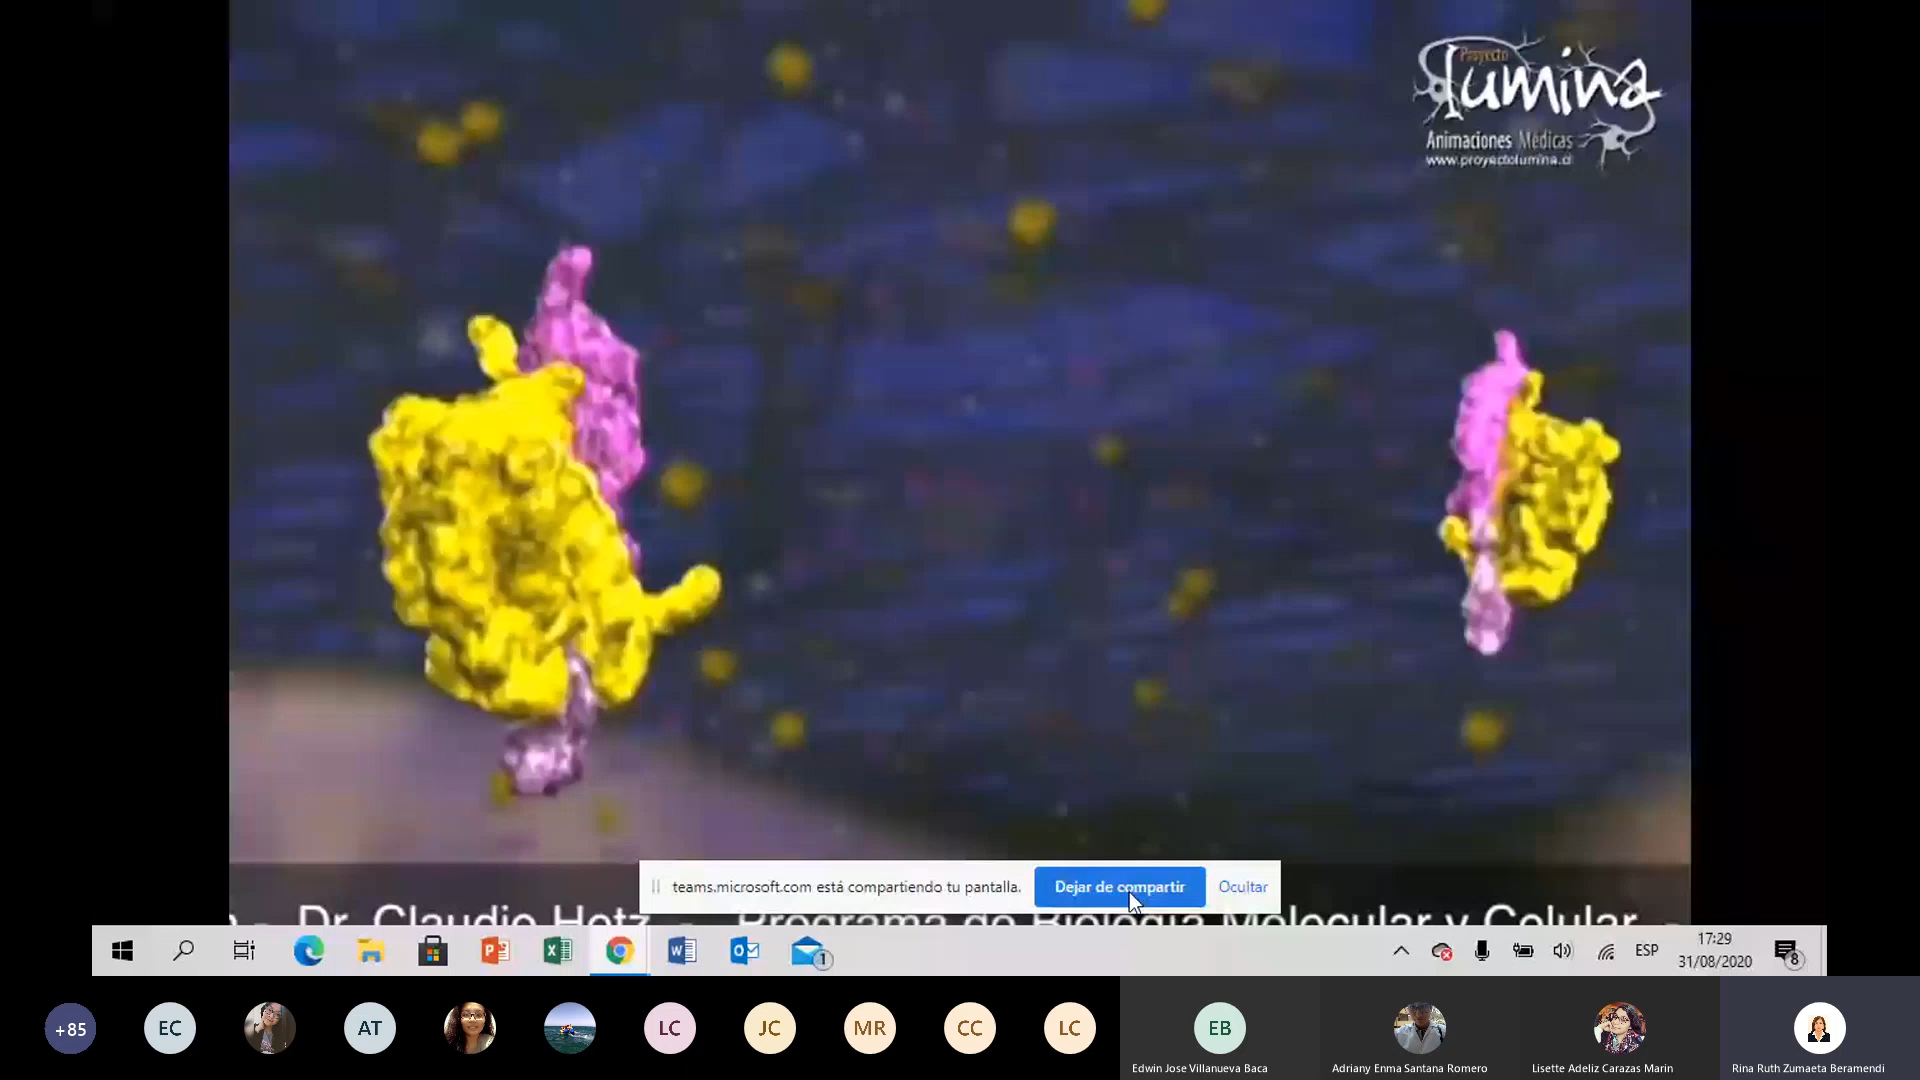 Proyecto
lumina
Animaciones Médicas
www.proyectolumina.cl
teams.microsoft.com está compartiendo tu pantalla.
Dejar de compartir
Ocultar
- Dr. Claudio Hetz - Programa de Biología Molecular y Celular -
1
ESP
17:29
31/08/2020
8
+85
EC
AT
LC
JC
MR
CC
LC
EB
Edwin Jose Villanueva Baca
Adriany Enma Santana Romero
Lisette Adeliz Carazas Marin
Rina Ruth Zumaeta Beramendi